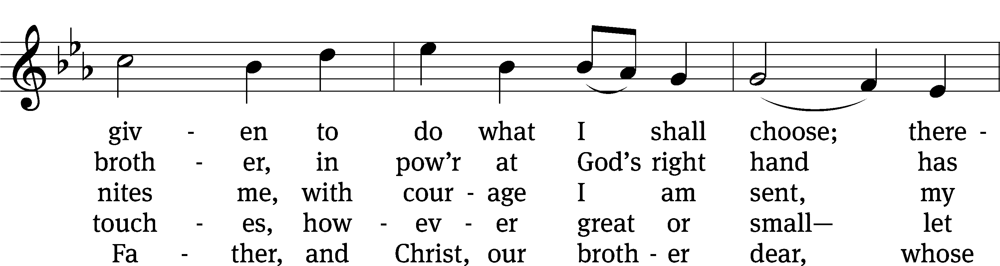 giv - en to do what I shall choose; there -
broth - er, in pow’r at God’s right hand has
nites me, with cour - age I am sent, my
touch - es, how - ev - er great or small— let
Fa - ther, and Christ, our broth - er dear, whose